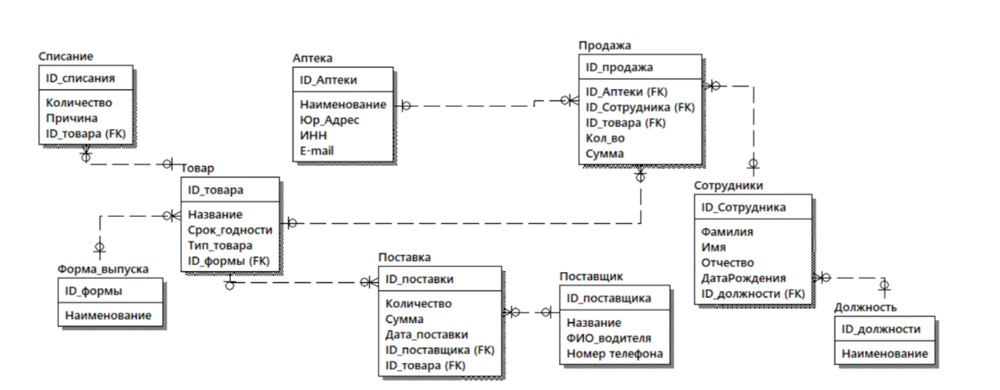 Списание
ID_списания
Количество
Причина
ID_товара (FK)
Аптека
ID_Аптеки
Наименование
Юр_Адрес
ИНН
E-mail
Продажа
ID_продажа
ID_Аптеки (FK)
ID_Сотрудника (FK)
ID_товара (FK)
Кол_во
Сумма
Товар
ID_товара
Название
Срок_годности
Тип_товара
ID_формы (FK)
Сотрудники
ID_Сотрудника
Фамилия
Имя
Отчество
ДатаРождения
ID_должности (FK)
Форма_выпуска
ID_формы
Наименование
Поставка
ID_поставки
Количество
Сумма
Дата_поставки
ID_поставщика (FK)
ID_товара (FK)
Поставщик
ID_поставщика
Название
ФИО_водителя
Номер телефона
Должность
ID_должности
Наименование